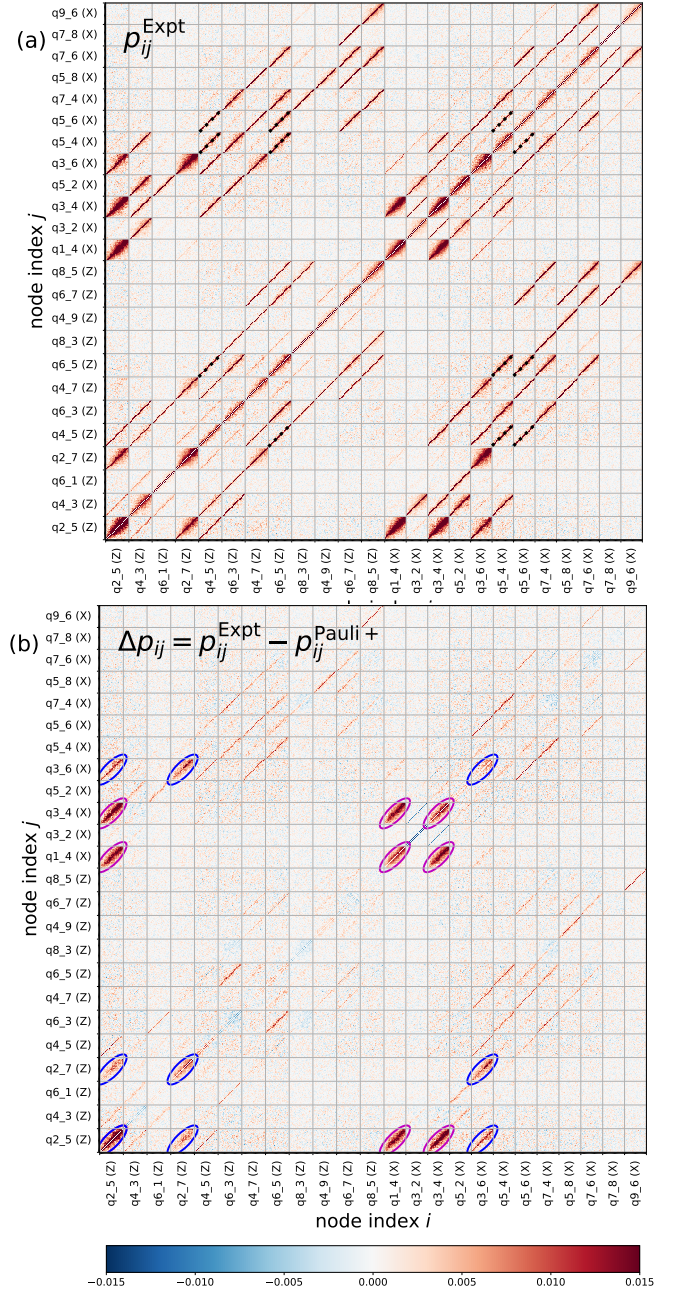 (a)
p_ij^Expt
node index j
q9_6 (X)
q7_8 (X)
q7_6 (X)
q5_8 (X)
q7_4 (X)
q5_6 (X)
q5_4 (X)
q3_6 (X)
q5_2 (X)
q3_4 (X)
q3_2 (X)
q1_4 (X)
q8_5 (Z)
q6_7 (Z)
q4_9 (Z)
q8_3 (Z)
q6_5 (Z)
q4_7 (Z)
q6_3 (Z)
q4_5 (Z)
q2_7 (Z)
q6_1 (Z)
q4_3 (Z)
q2_5 (Z)
q2_5 (Z)
q4_3 (Z)
q6_1 (Z)
q2_7 (Z)
q4_5 (Z)
q6_3 (Z)
q4_7 (Z)
q6_5 (Z)
q8_3 (Z)
q4_9 (Z)
q6_7 (Z)
q8_5 (Z)
q1_4 (X)
q3_2 (X)
q3_4 (X)
q5_2 (X)
q3_6 (X)
q5_4 (X)
q5_6 (X)
q7_4 (X)
q5_8 (X)
q7_6 (X)
q7_8 (X)
q9_6 (X)
(b)
Δp_ij = p_ij^Expt − p_ij^Pauli+
node index j
q9_6 (X)
q7_8 (X)
q7_6 (X)
q5_8 (X)
q7_4 (X)
q5_6 (X)
q5_4 (X)
q3_6 (X)
q5_2 (X)
q3_4 (X)
q3_2 (X)
q1_4 (X)
q8_5 (Z)
q6_7 (Z)
q4_9 (Z)
q8_3 (Z)
q6_5 (Z)
q4_7 (Z)
q6_3 (Z)
q4_5 (Z)
q2_7 (Z)
q6_1 (Z)
q4_3 (Z)
q2_5 (Z)
q2_5 (Z)
q4_3 (Z)
q6_1 (Z)
q2_7 (Z)
q4_5 (Z)
q6_3 (Z)
q4_7 (Z)
q6_5 (Z)
q8_3 (Z)
q4_9 (Z)
q6_7 (Z)
q8_5 (Z)
q1_4 (X)
q3_2 (X)
q3_4 (X)
q5_2 (X)
q3_6 (X)
q5_4 (X)
q5_6 (X)
q7_4 (X)
q5_8 (X)
q7_6 (X)
q7_8 (X)
q9_6 (X)
node index i
−0.015 −0.010 −0.005 0.000 0.005 0.010 0.015